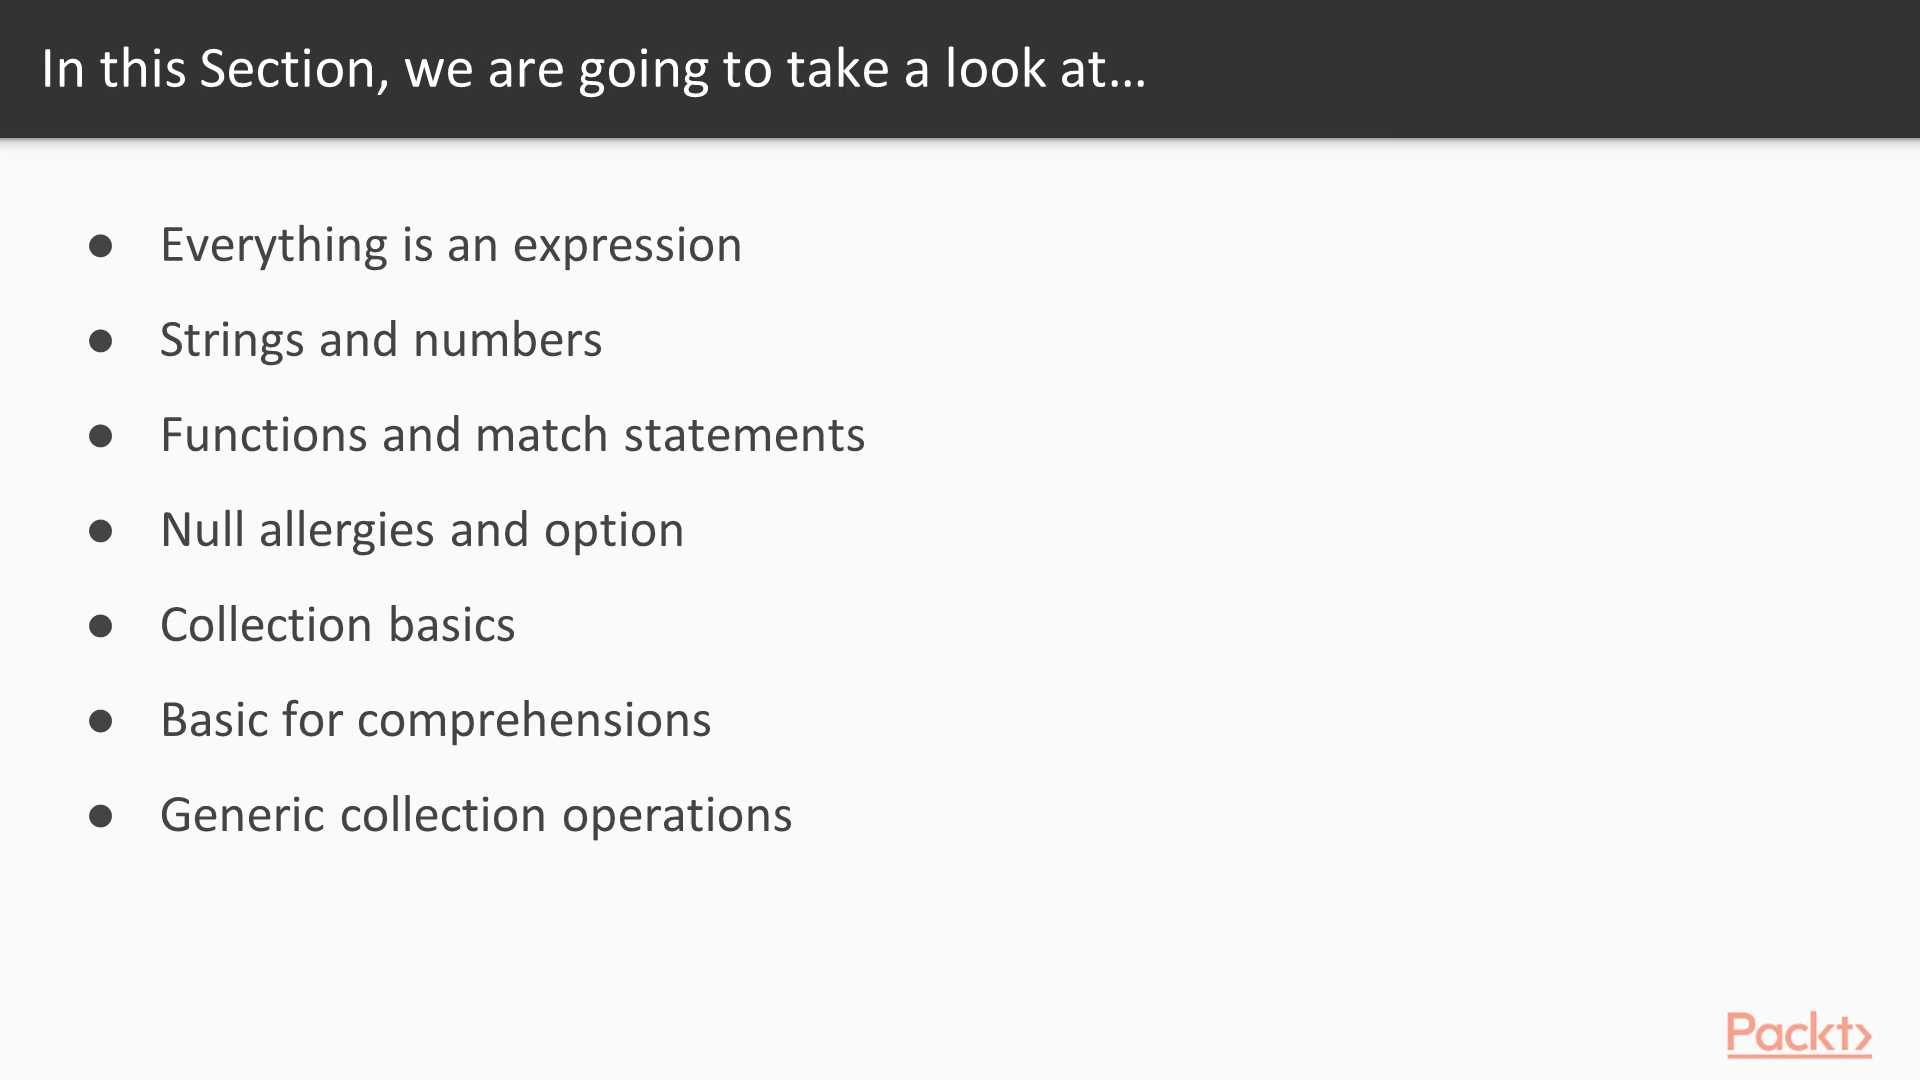 In this Section, we are going to take a look at...
● Everything is an expression
● Strings and numbers
● Functions and match statements
● Null allergies and option
● Collection basics
● Basic for comprehensions
● Generic collection operations
Packt>